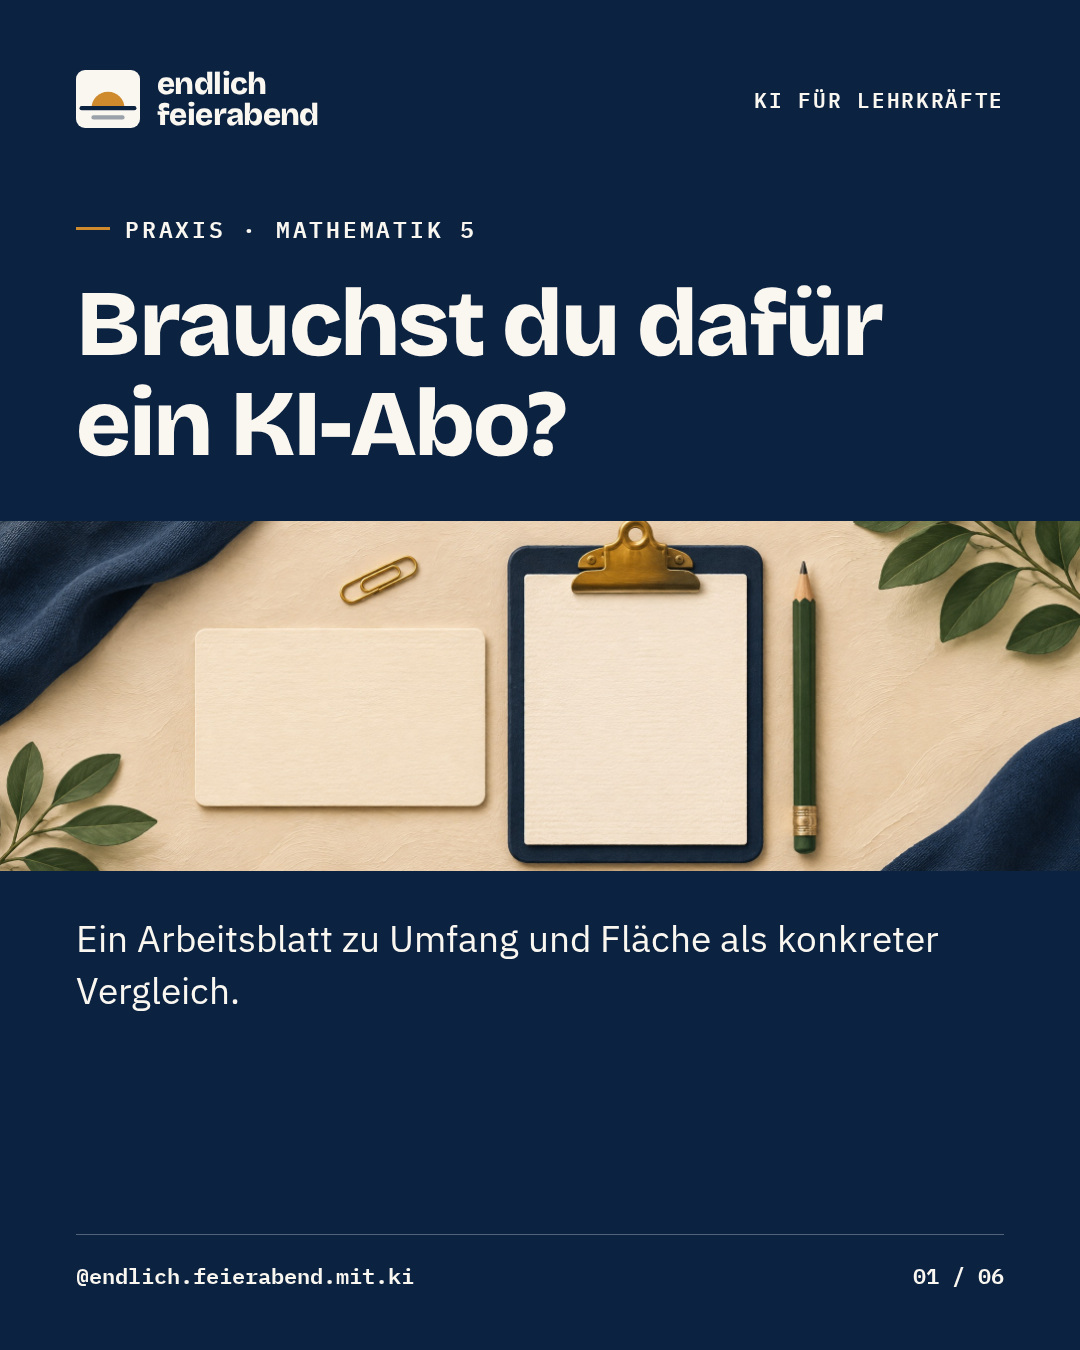 endlich
feierabend
KI FÜR LEHRKRÄFTE
PRAXIS · MATHEMATIK 5
Brauchst du dafür
ein KI-Abo?
Ein Arbeitsblatt zu Umfang und Fläche als konkreter
Vergleich.
@endlich.feierabend.mit.ki
01 / 06